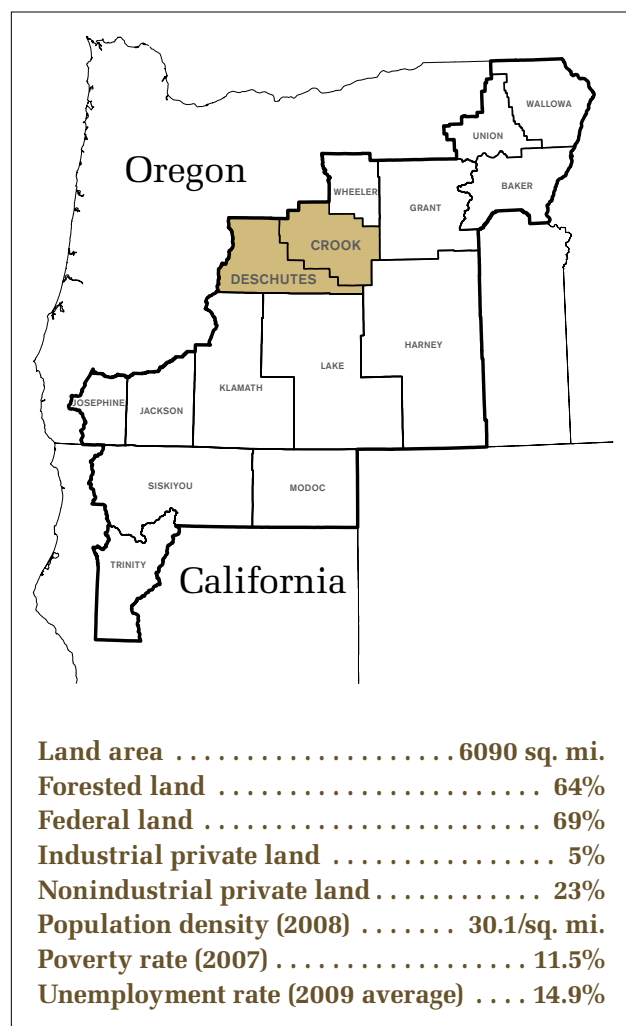 WALLOWA
UNION
Oregon
WHEELER
BAKER
GRANT
CROOK
DESCHUTES
HARNEY
LAKE
KLAMATH
JOSEPHINE
JACKSON
SISKIYOU
MODOC
TRINITY
California
Land area . . . . . . . . . . . . . . . . . . . . 6090 sq. mi.
Forested land . . . . . . . . . . . . . . . . . . . . . . . 64%
Federal land . . . . . . . . . . . . . . . . . . . . . . . . 69%
Industrial private land . . . . . . . . . . . . . . . . 5%
Nonindustrial private land . . . . . . . . . . . . 23%
Population density (2008) . . . . . . . 30.1/sq. mi.
Poverty rate (2007) . . . . . . . . . . . . . . . . . . 11.5%
Unemployment rate (2009 average) . . . . 14.9%